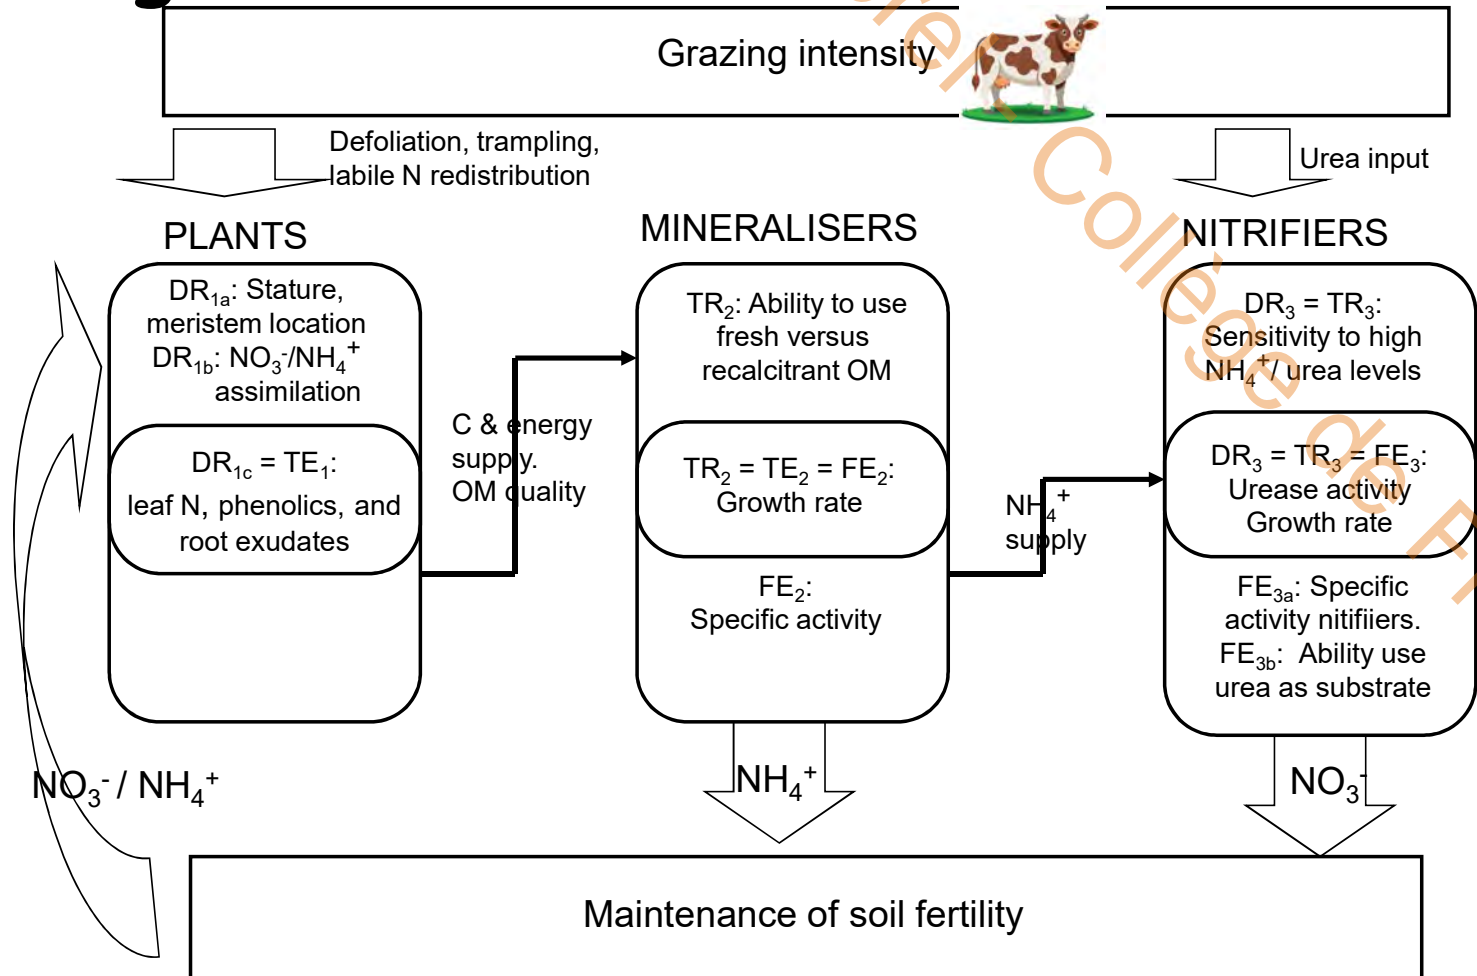 Grazing intensity
Defoliation, trampling,
labile N redistribution
Urea input
PLANTS
DR1a: Stature,
meristem location
DR1b: NO3-/NH4+
assimilation
DR1c = TE1:
leaf N, phenolics, and
root exudates
C & energy
supply.
OM quality
MINERALISERS
TR2: Ability to use
fresh versus
recalcitrant OM
TR2 = TE2 = FE2:
Growth rate
FE2:
Specific activity
NH4+
supply
NITRIFIERS
DR3 = TR3:
Sensitivity to high
NH4+/ urea levels
DR3 = TR3 = FE3:
Urease activity
Growth rate
FE3a: Specific
activity nitifiiers.
FE3b: Ability use
urea as substrate
NO3- / NH4+
NH4+
NO3-
Maintenance of soil fertility
Collège de